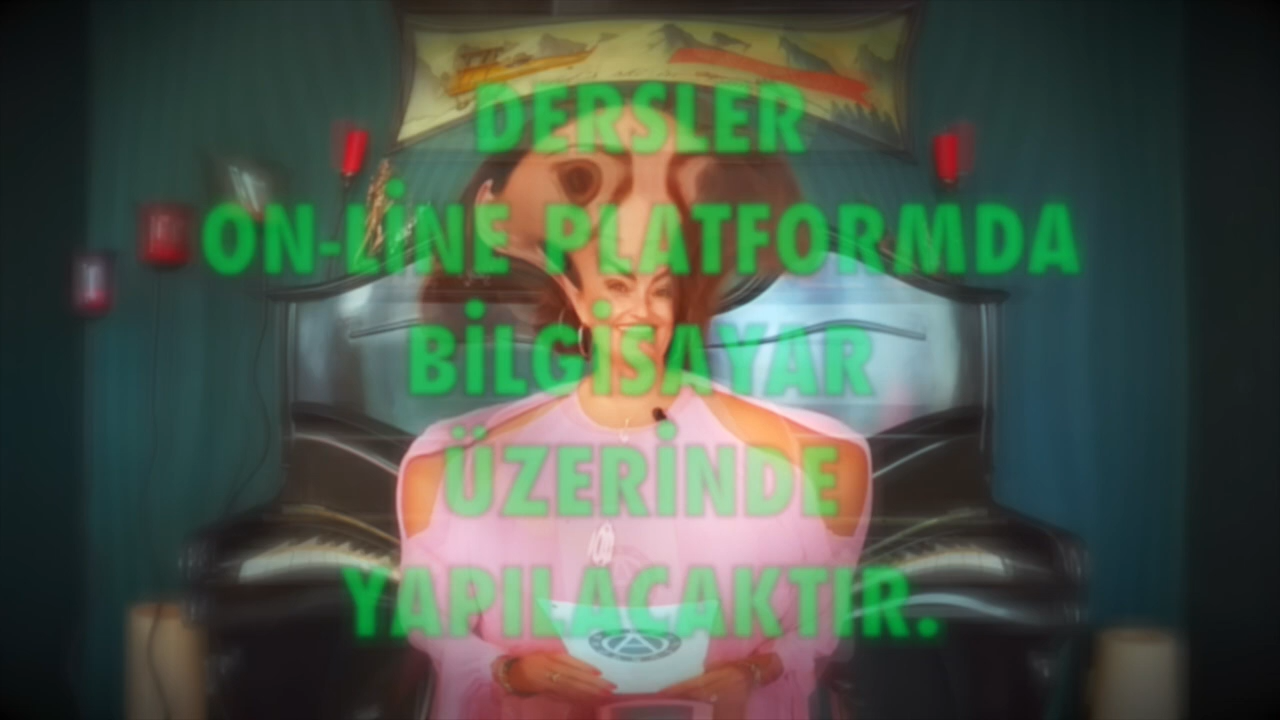 DERSLER
ON-LİNE PLATFORMDA
BİLGİSAYAR
ÜZERİNDE
YAPILACAKTIR.